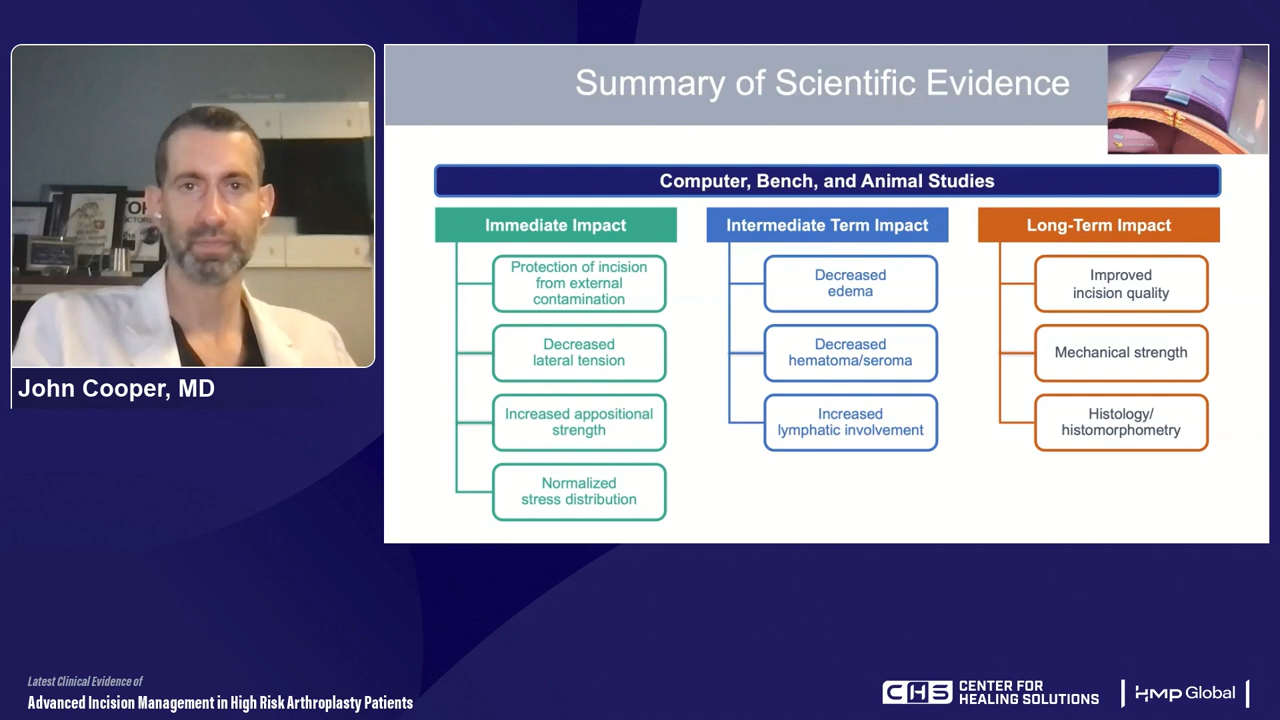 John Cooper, MD
Summary of Scientific Evidence
Computer, Bench, and Animal Studies
Immediate Impact
Protection of incision
from external
contamination
Decreased
lateral tension
Increased appositional
strength
Normalized
stress distribution
Intermediate Term Impact
Decreased
edema
Decreased
hematoma/seroma
Increased
lymphatic involvement
Long-Term Impact
Improved
incision quality
Mechanical strength
Histology/
histomorphometry
Latest Clinical Evidence of
Advanced Incision Management in High Risk Arthroplasty Patients
CHS
CENTER FOR
HEALING SOLUTIONS
HMP Global